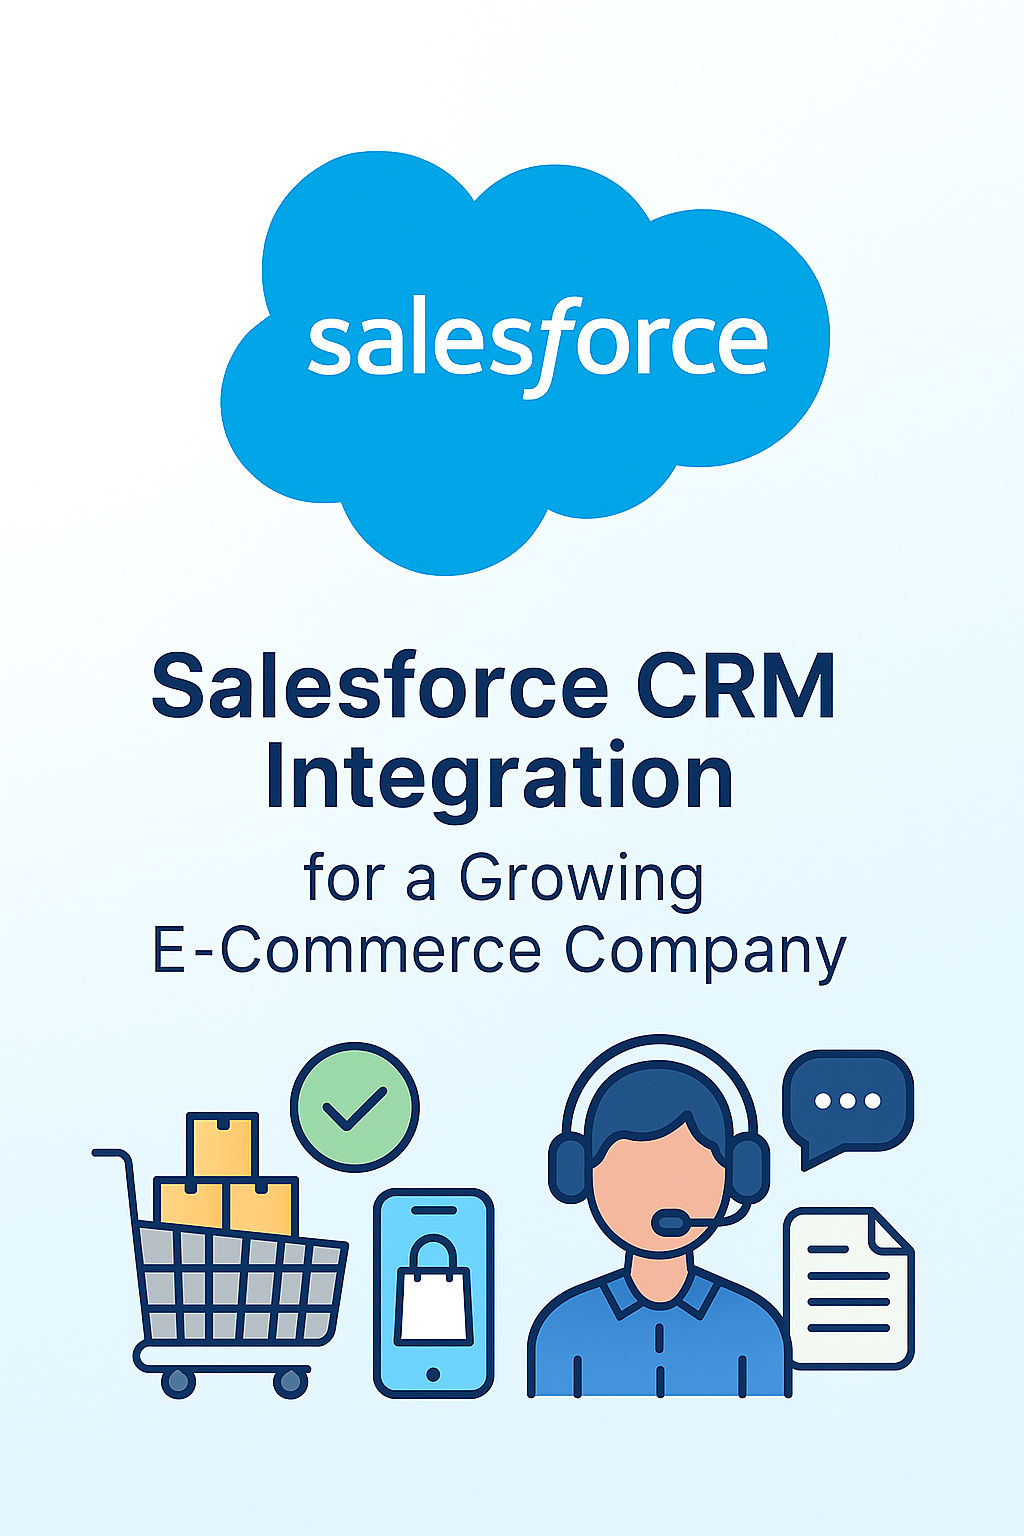 salesforce
Salesforce CRM
Integration
for a Growing
E-Commerce Company